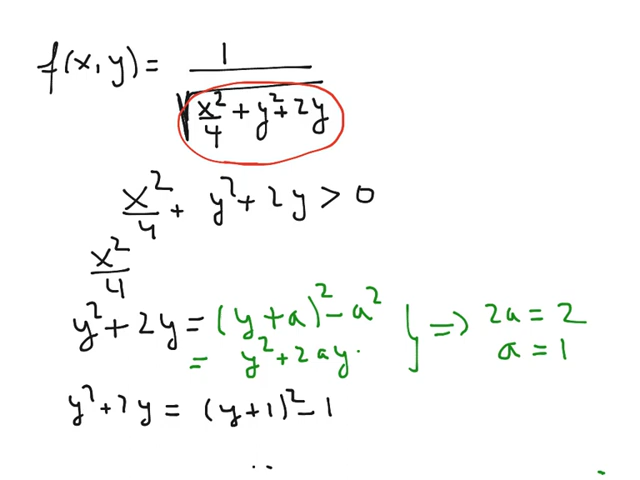 f(x,y) = 1 / √(x²/4 + y² + 2y)
x²/4 + y² + 2y > 0
x²/4
y² + 2y = (y+a)² - a² } => 2a = 2
= y² + 2ay. a = 1
y² + 2y = (y+1)² - 1